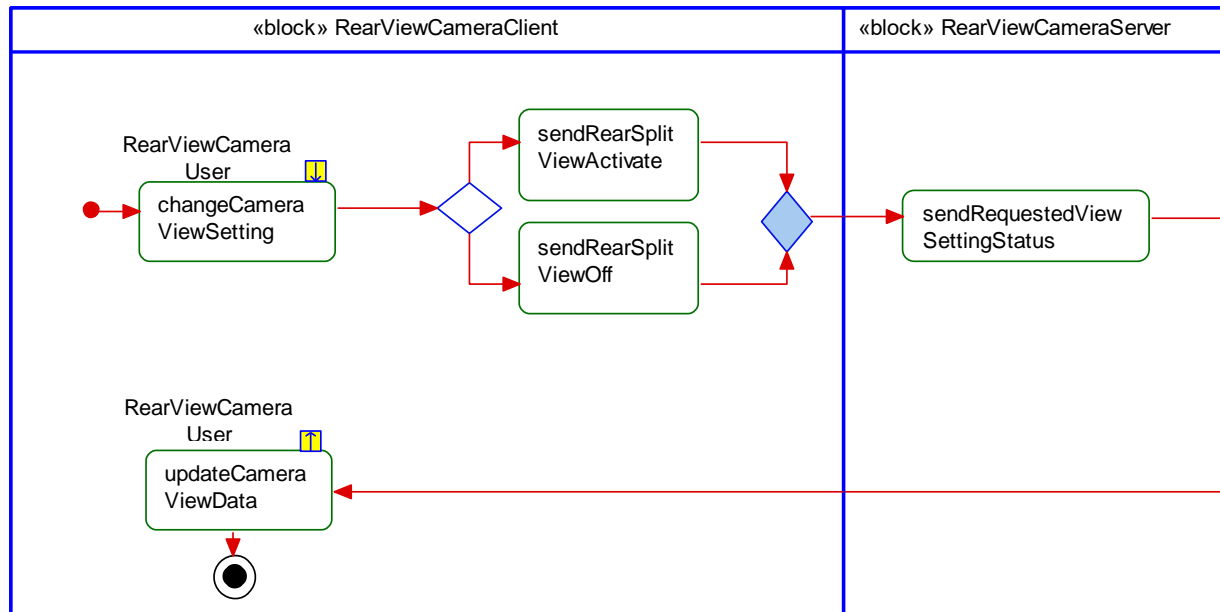 «block» RearViewCameraClient
«block» RearViewCameraServer
RearViewCamera
User
changeCamera
ViewSetting
sendRearSplit
ViewActivate
sendRearSplit
ViewOff
sendRequestedView
SettingStatus
RearViewCamera
User
updateCamera
ViewData